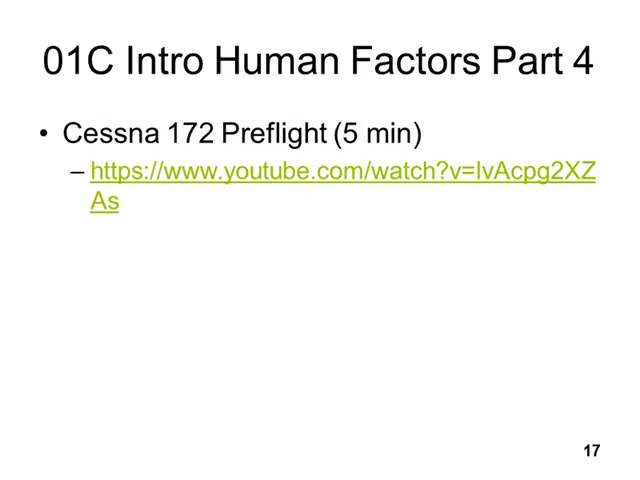 01C Intro Human Factors Part 4
• Cessna 172 Preflight (5 min)
– https://www.youtube.com/watch?v=IvAcpg2XZ
As
17